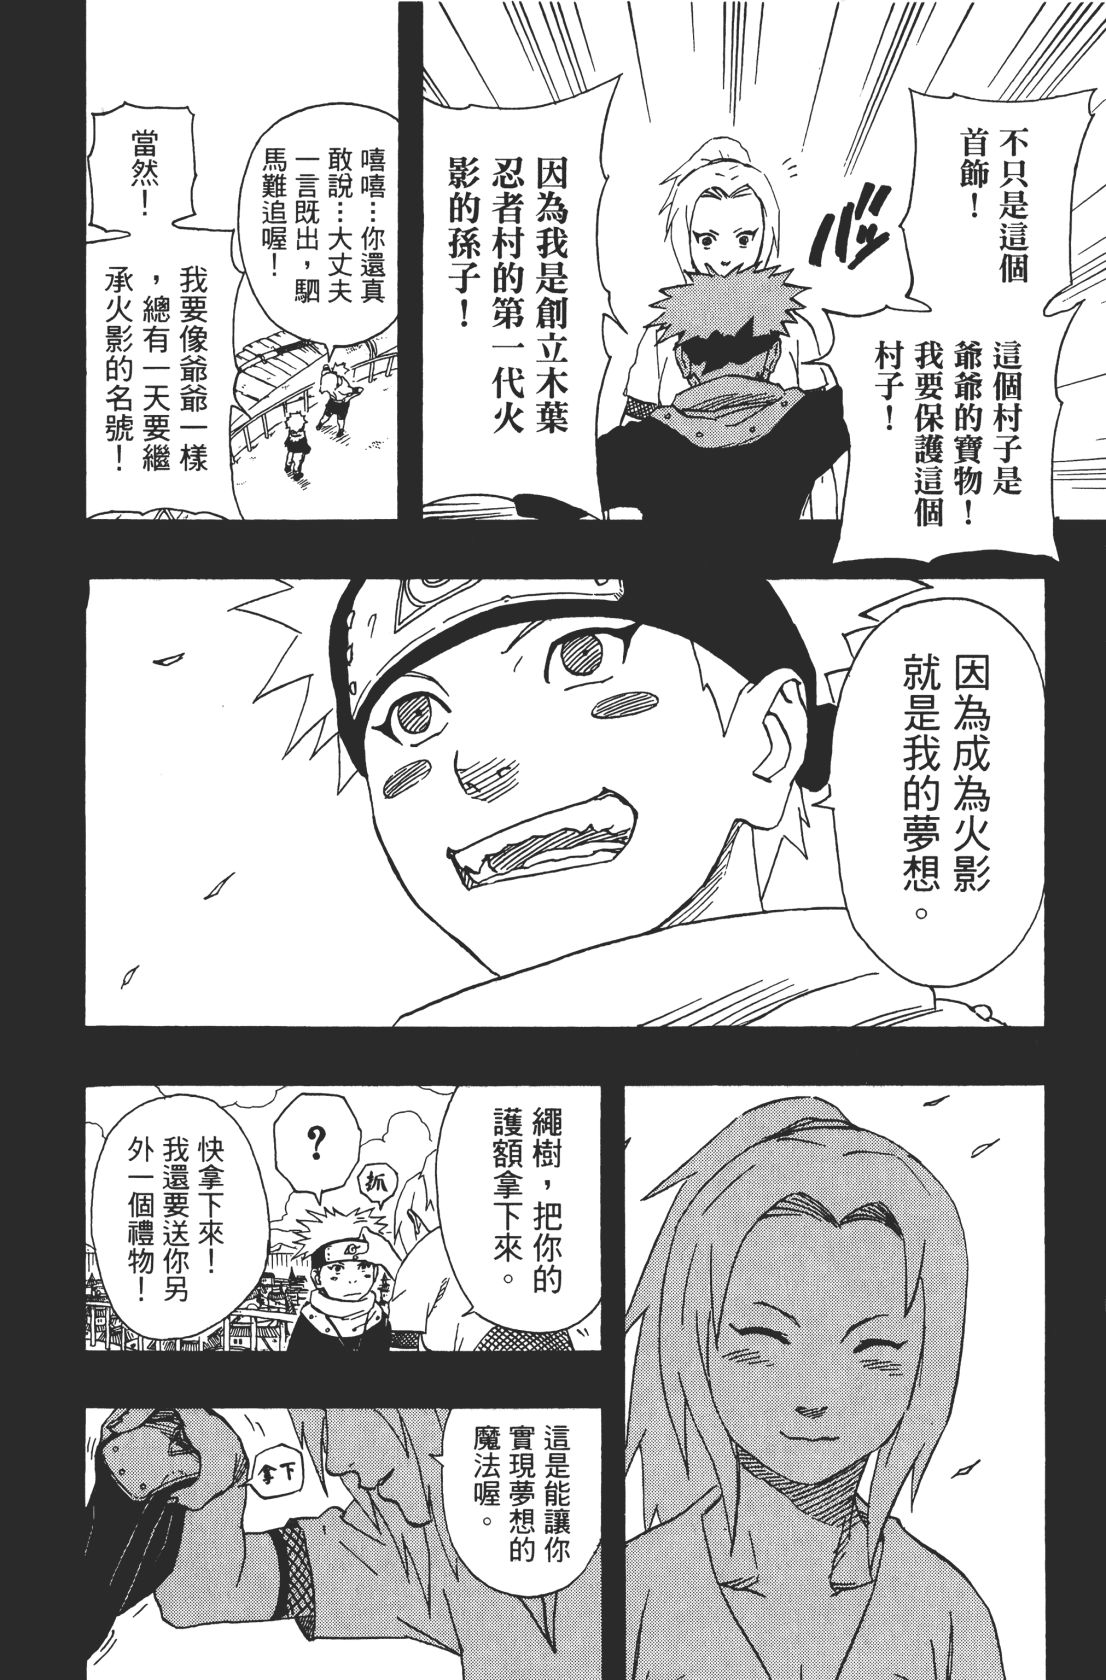 不只是這個
首飾！
這個村子是
爺爺的寶物！
我要保護這個
村子！
バッ
因為我是創立木葉
忍者村的第一代火
影的孫子！
嘻嘻…你還真
敢說…大丈夫
一言既出，駟
馬難追喔！
當然！
我要像爺爺一樣
，總有一天要繼
承火影的名號！
因為成為火影
就是我的夢想。
繩樹，把你的
護額拿下來。
抓
？
快拿下來！
我還要送你另
外一個禮物！
這是能讓你
實現夢想的
魔法喔。
拿下